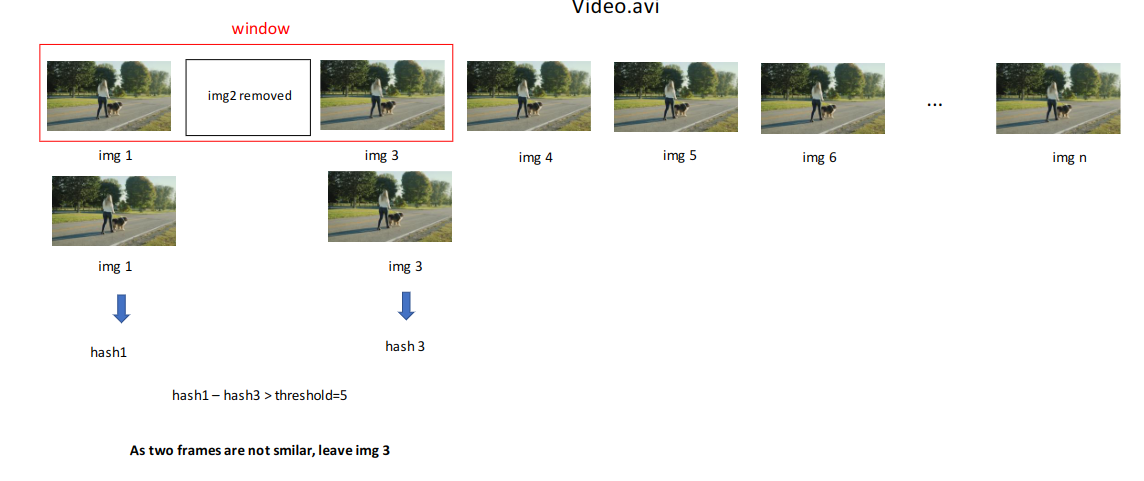 Video.avi
window
img2 removed
...
img 1
img 3
img 4
img 5
img 6
img n
img 1
img 3
hash1
hash 3
hash1 – hash3 > threshold=5
As two frames are not smilar, leave img 3